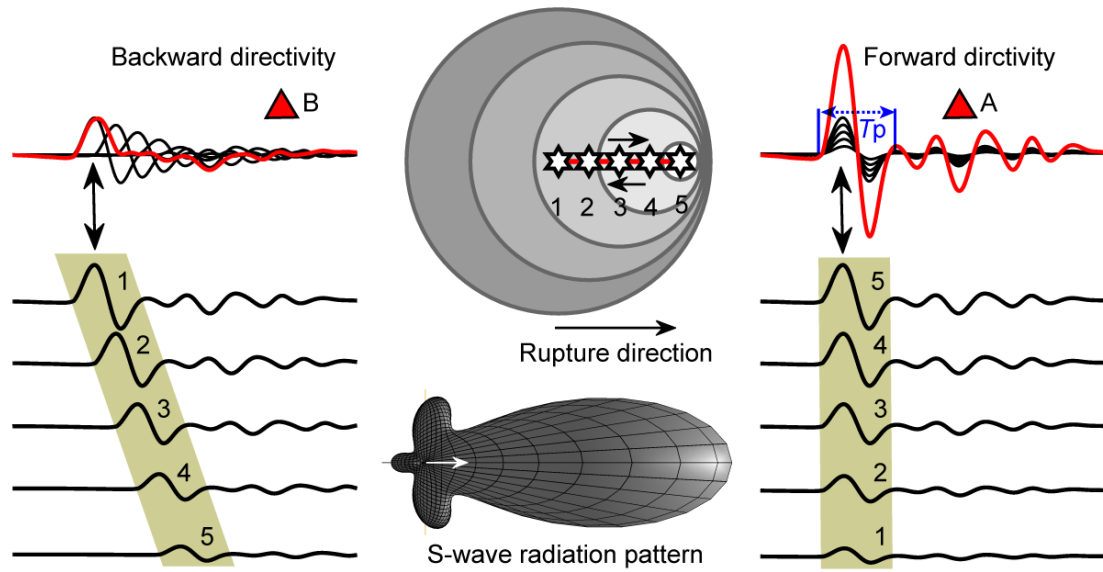 Backward directivity
B
1
2
3
4
5
1 2 3 4 5
Rupture direction
S-wave radiation pattern
Forward dirctivity
A
Tp
5
4
3
2
1